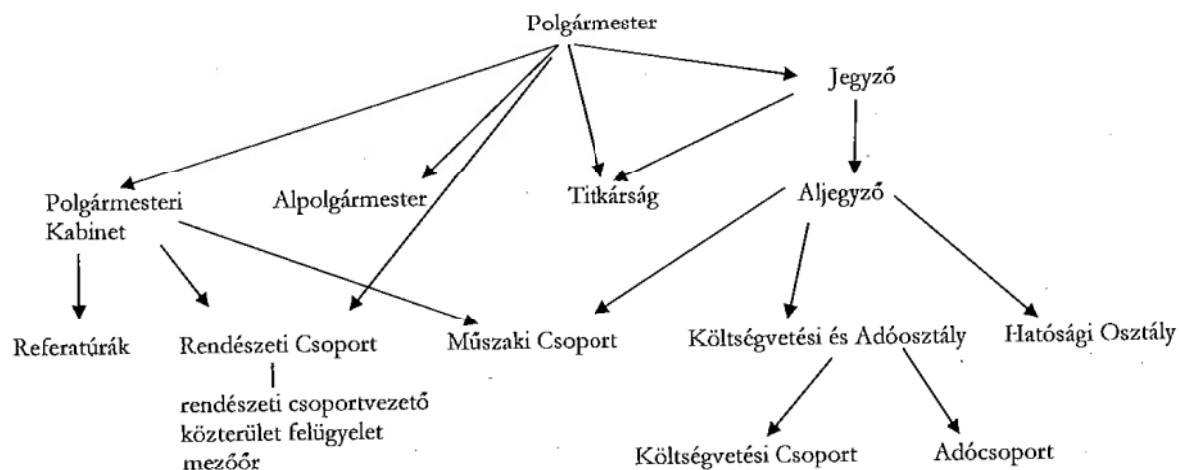 Polgármester
Jegyző
Polgármesteri
Kabinet
Alpolgármester
Titkárság
Aljegyző
Referatúrák
Rendészeti Csoport
Műszaki Csoport
Költségvetési és Adóosztály
Hatósági Osztály
rendészeti csoportvezető
közterület felügyelet
mezőőr
Költségvetési Csoport
Adócsoport